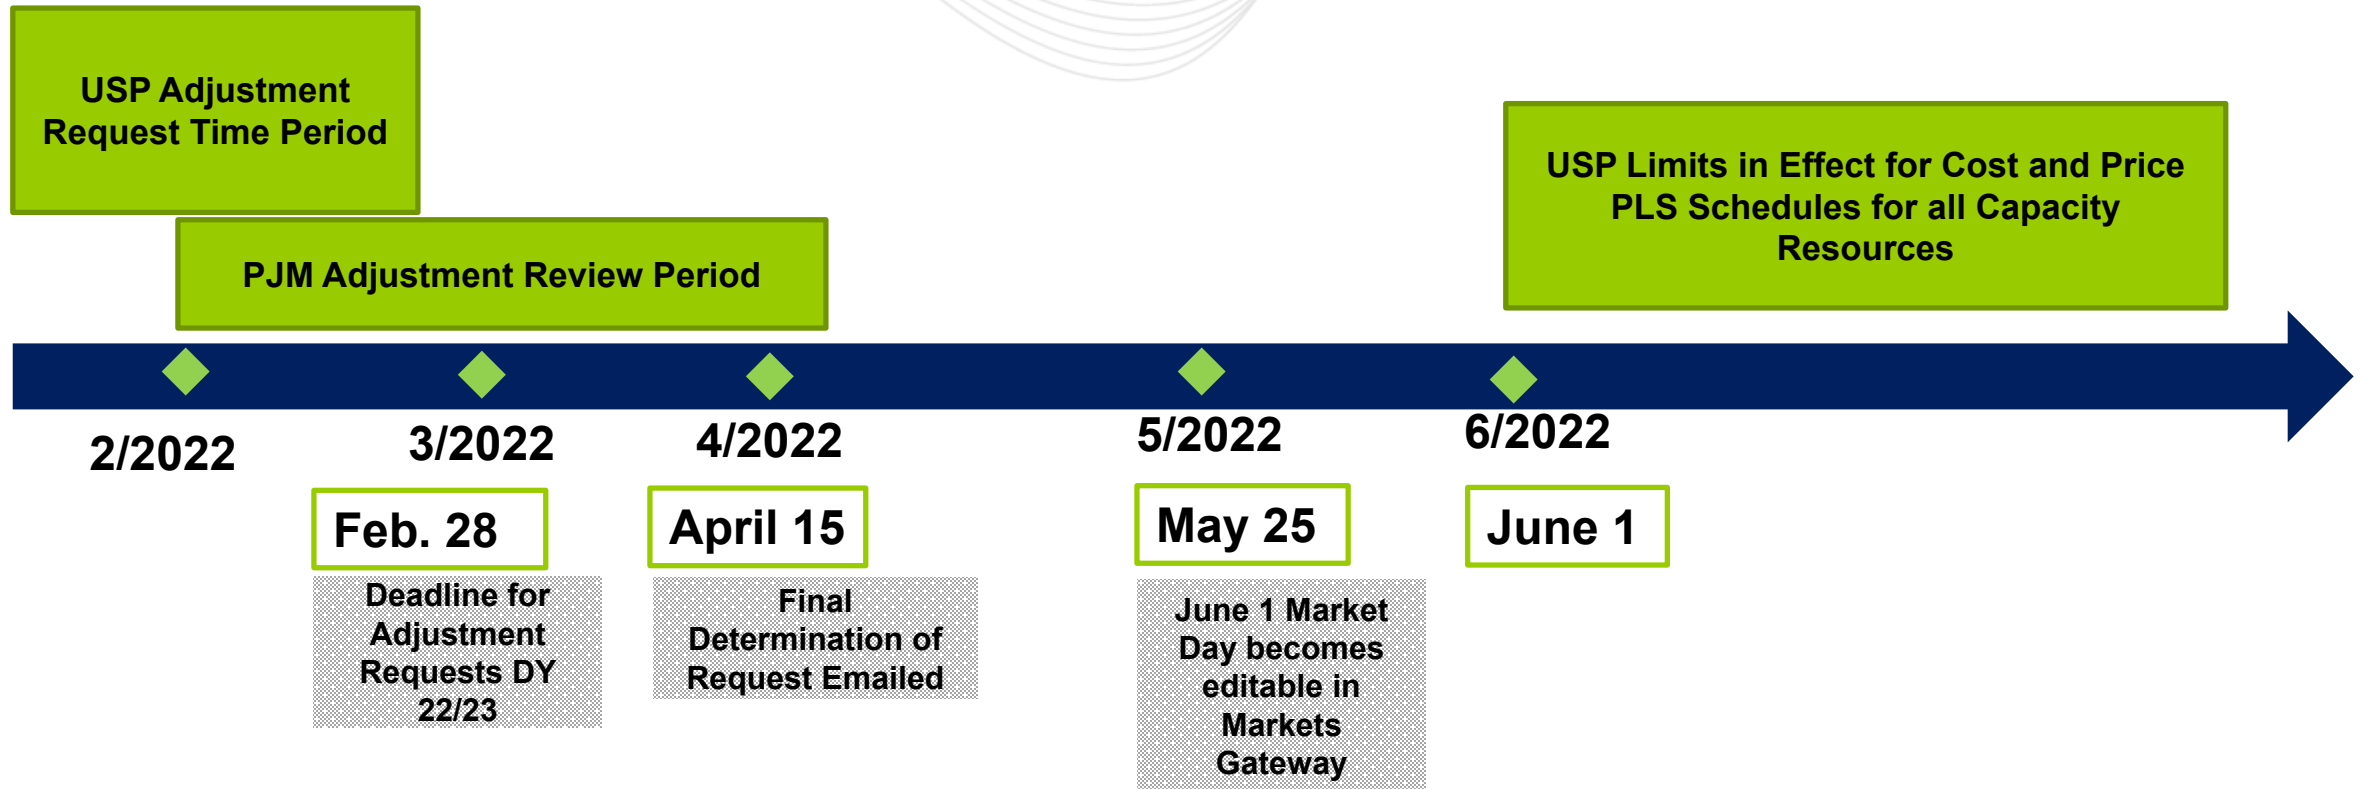 USP Adjustment
Request Time Period
PJM Adjustment Review Period
USP Limits in Effect for Cost and Price
PLS Schedules for all Capacity
Resources
2/2022
3/2022
4/2022
5/2022
6/2022
Feb. 28
April 15
May 25
June 1
Deadline for
Adjustment
Requests DY
22/23
Final
Determination of
Request Emailed
June 1 Market
Day becomes
editable in
Markets
Gateway